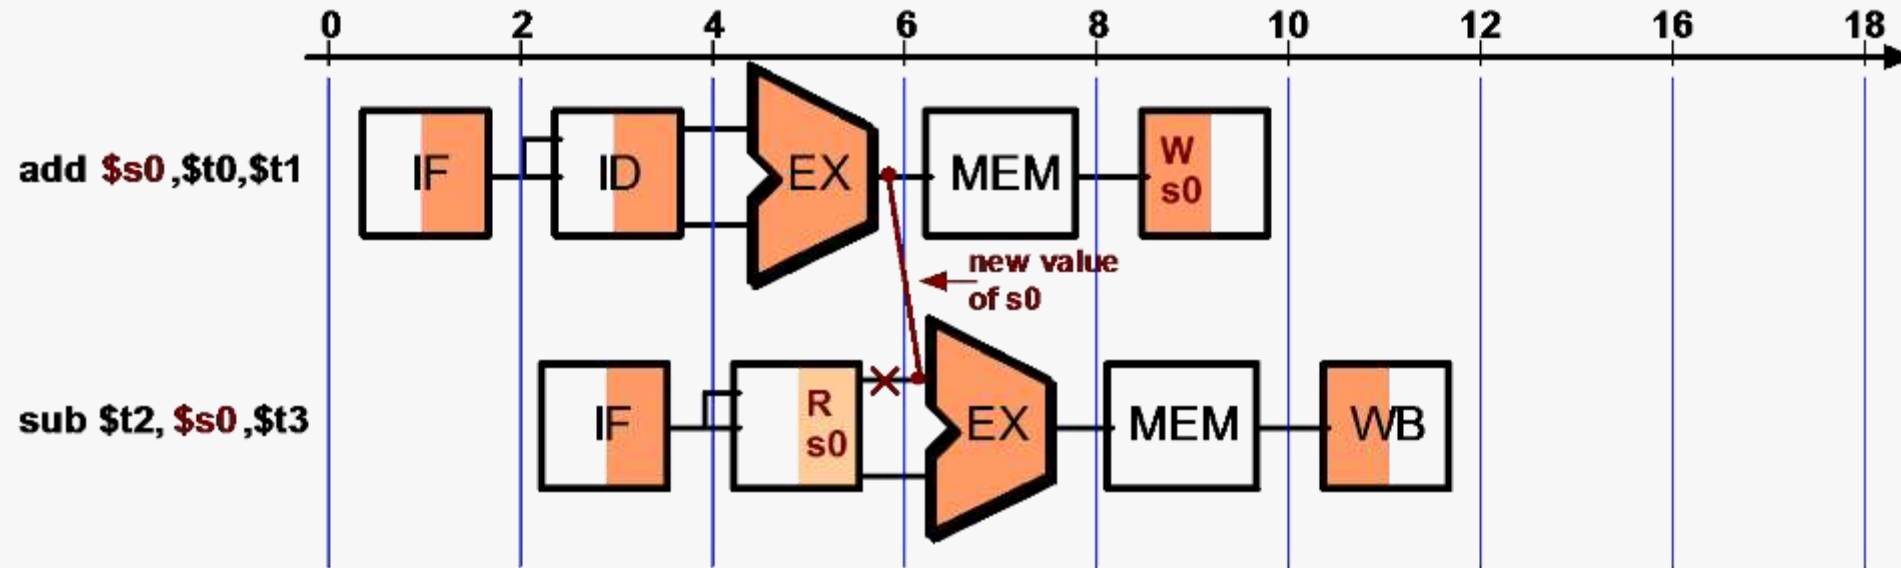 0 2 4 6 8 10 12 16 18
add $s0,$t0,$t1
IF ID EX MEM W
s0
new value
of s0
sub $t2, $s0,$t3
IF R
s0 EX MEM WB